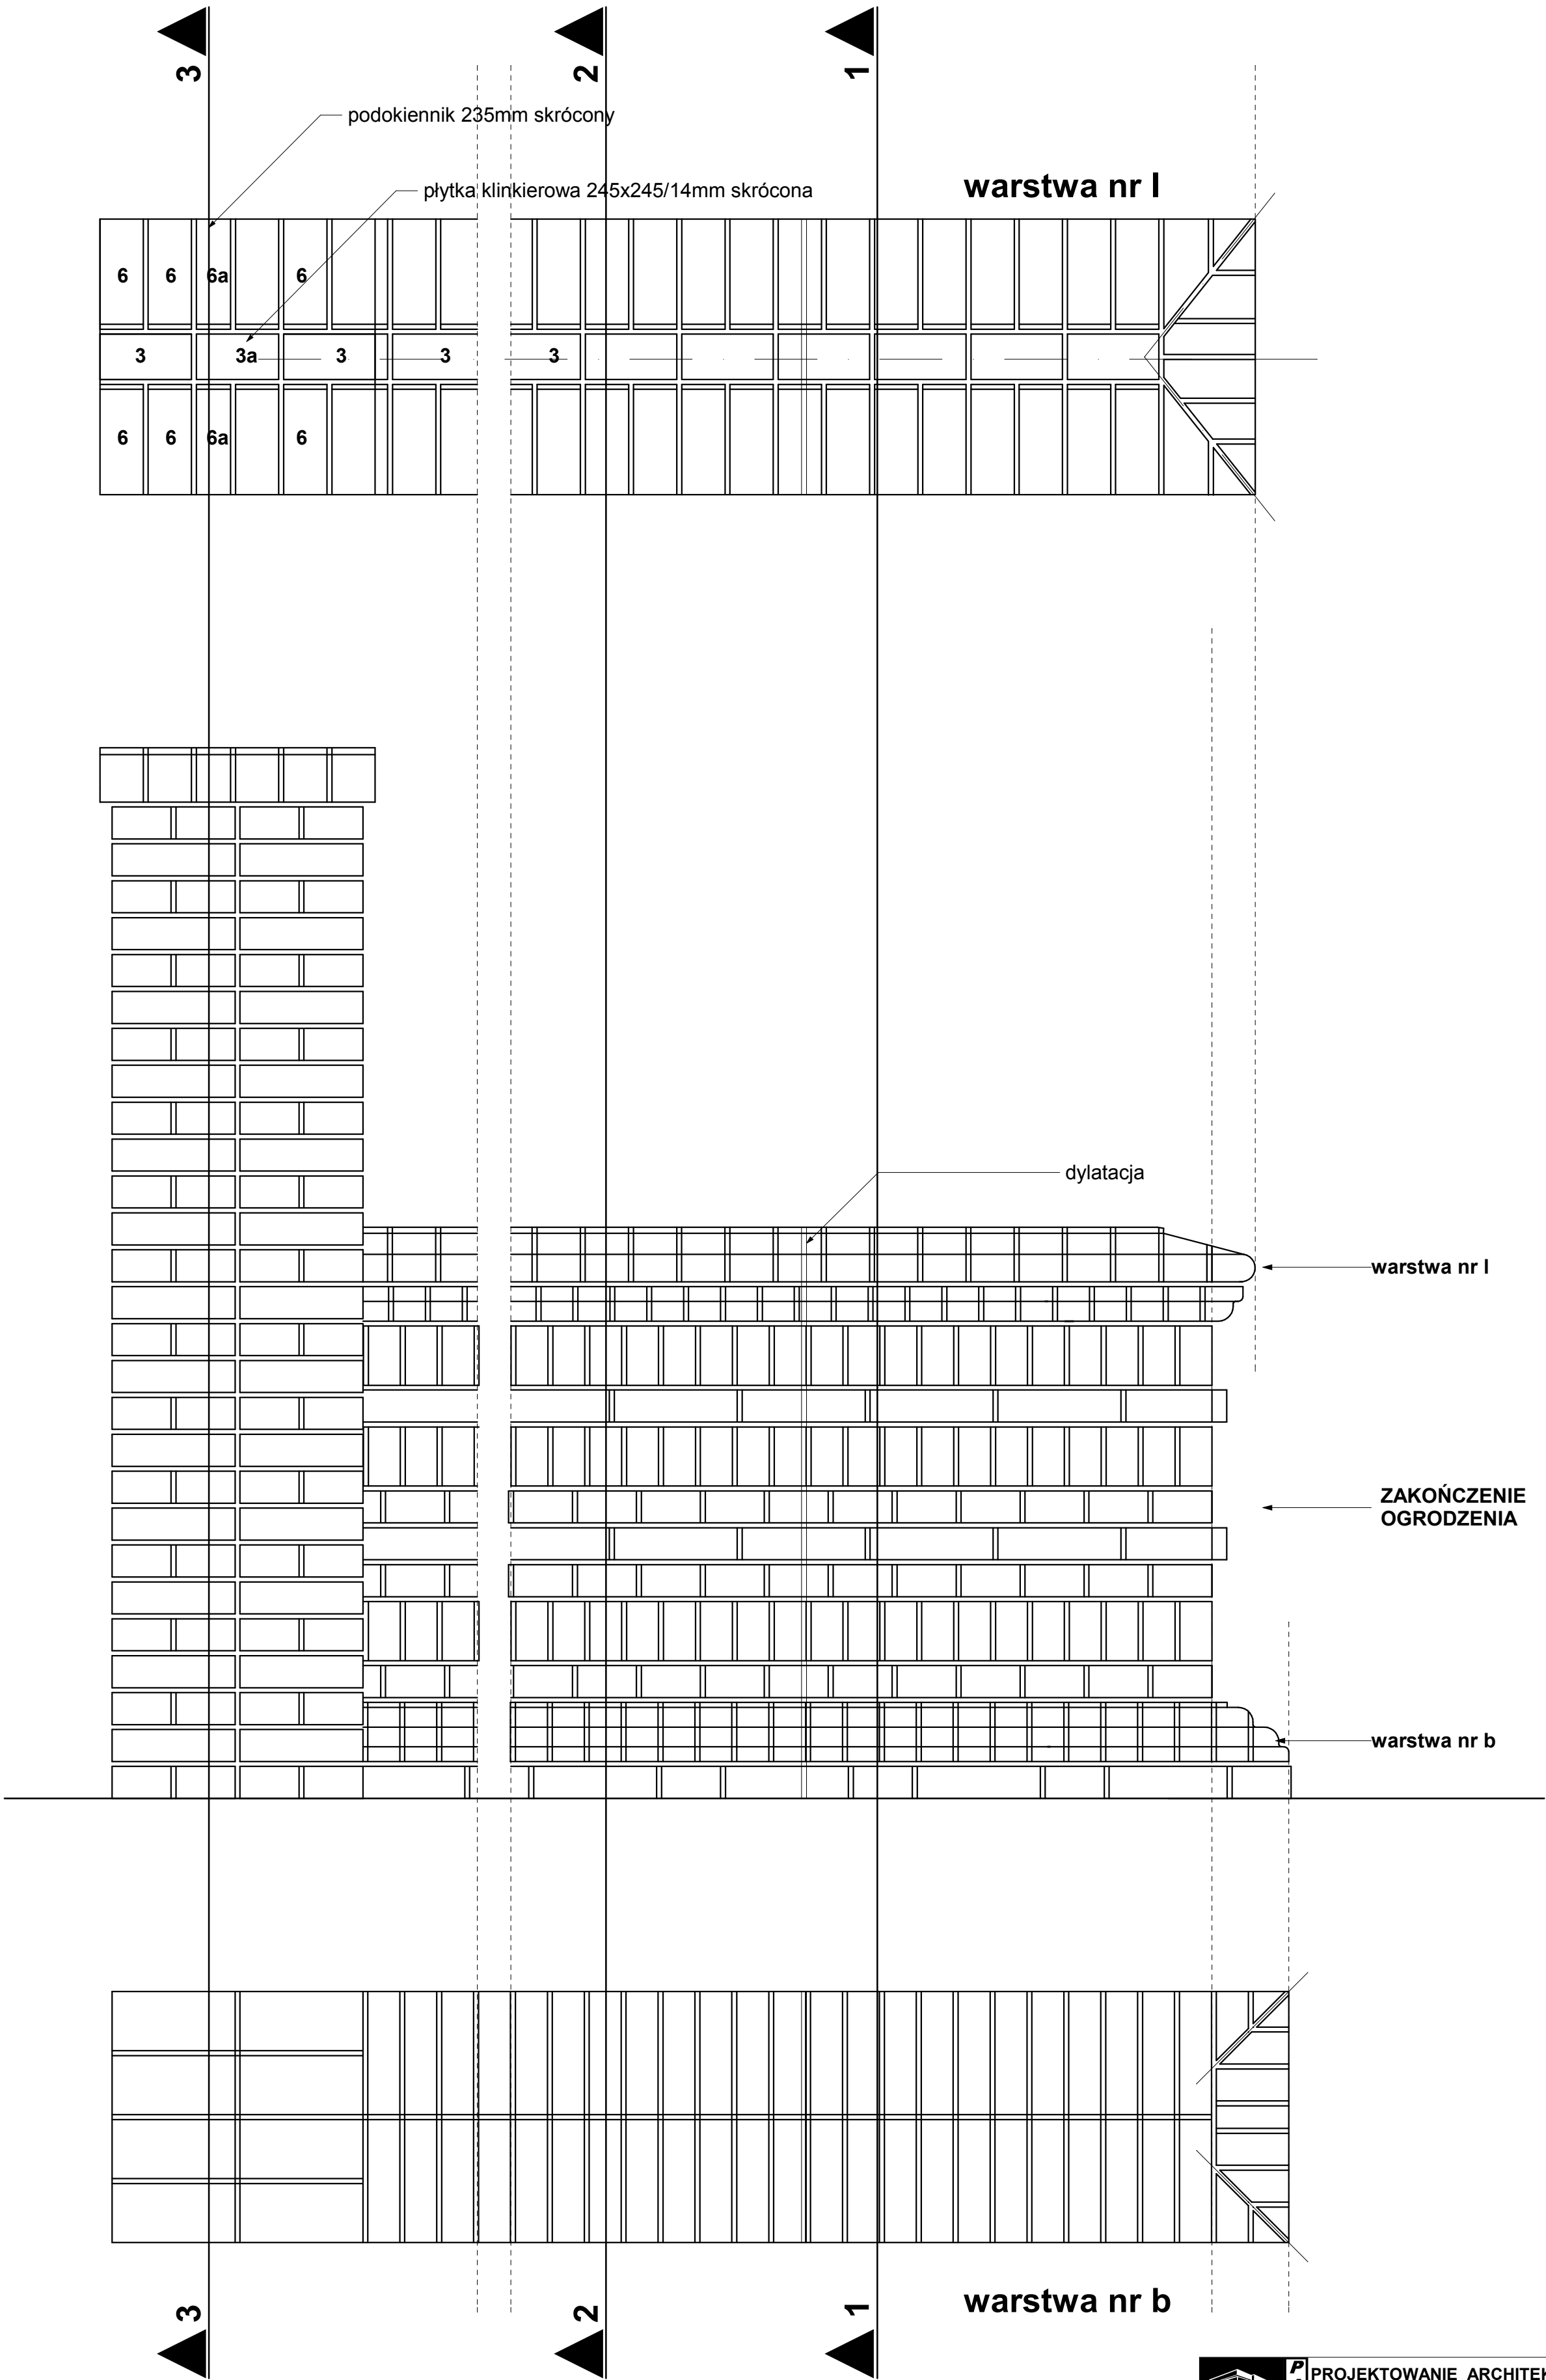 3
2
1
podokiennik 235mm skrócony
płytka klinkierowa 245x245/14mm skrócona
warstwa nr l
6 6 6a 6
3 3a 3 3 3
6 6 6a 6
dylatacja
warstwa nr l
ZAKOŃCZENIE
OGRODZENIA
warstwa nr b
3
2
1
warstwa nr b
P
PROJEKTOWANIE